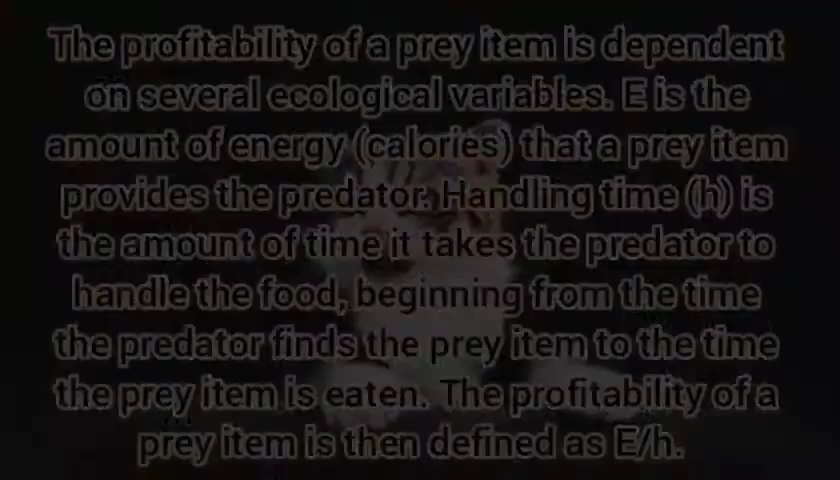 The profitability of a prey item is dependent
on several ecological variables. E is the
amount of energy (calories) that a prey item
provides the predator. Handling time (h) is
the amount of time it takes the predator to
handle the food, beginning from the time
the predator finds the prey item to the time
the prey item is eaten. The profitability of a
prey item is then defined as E/h.